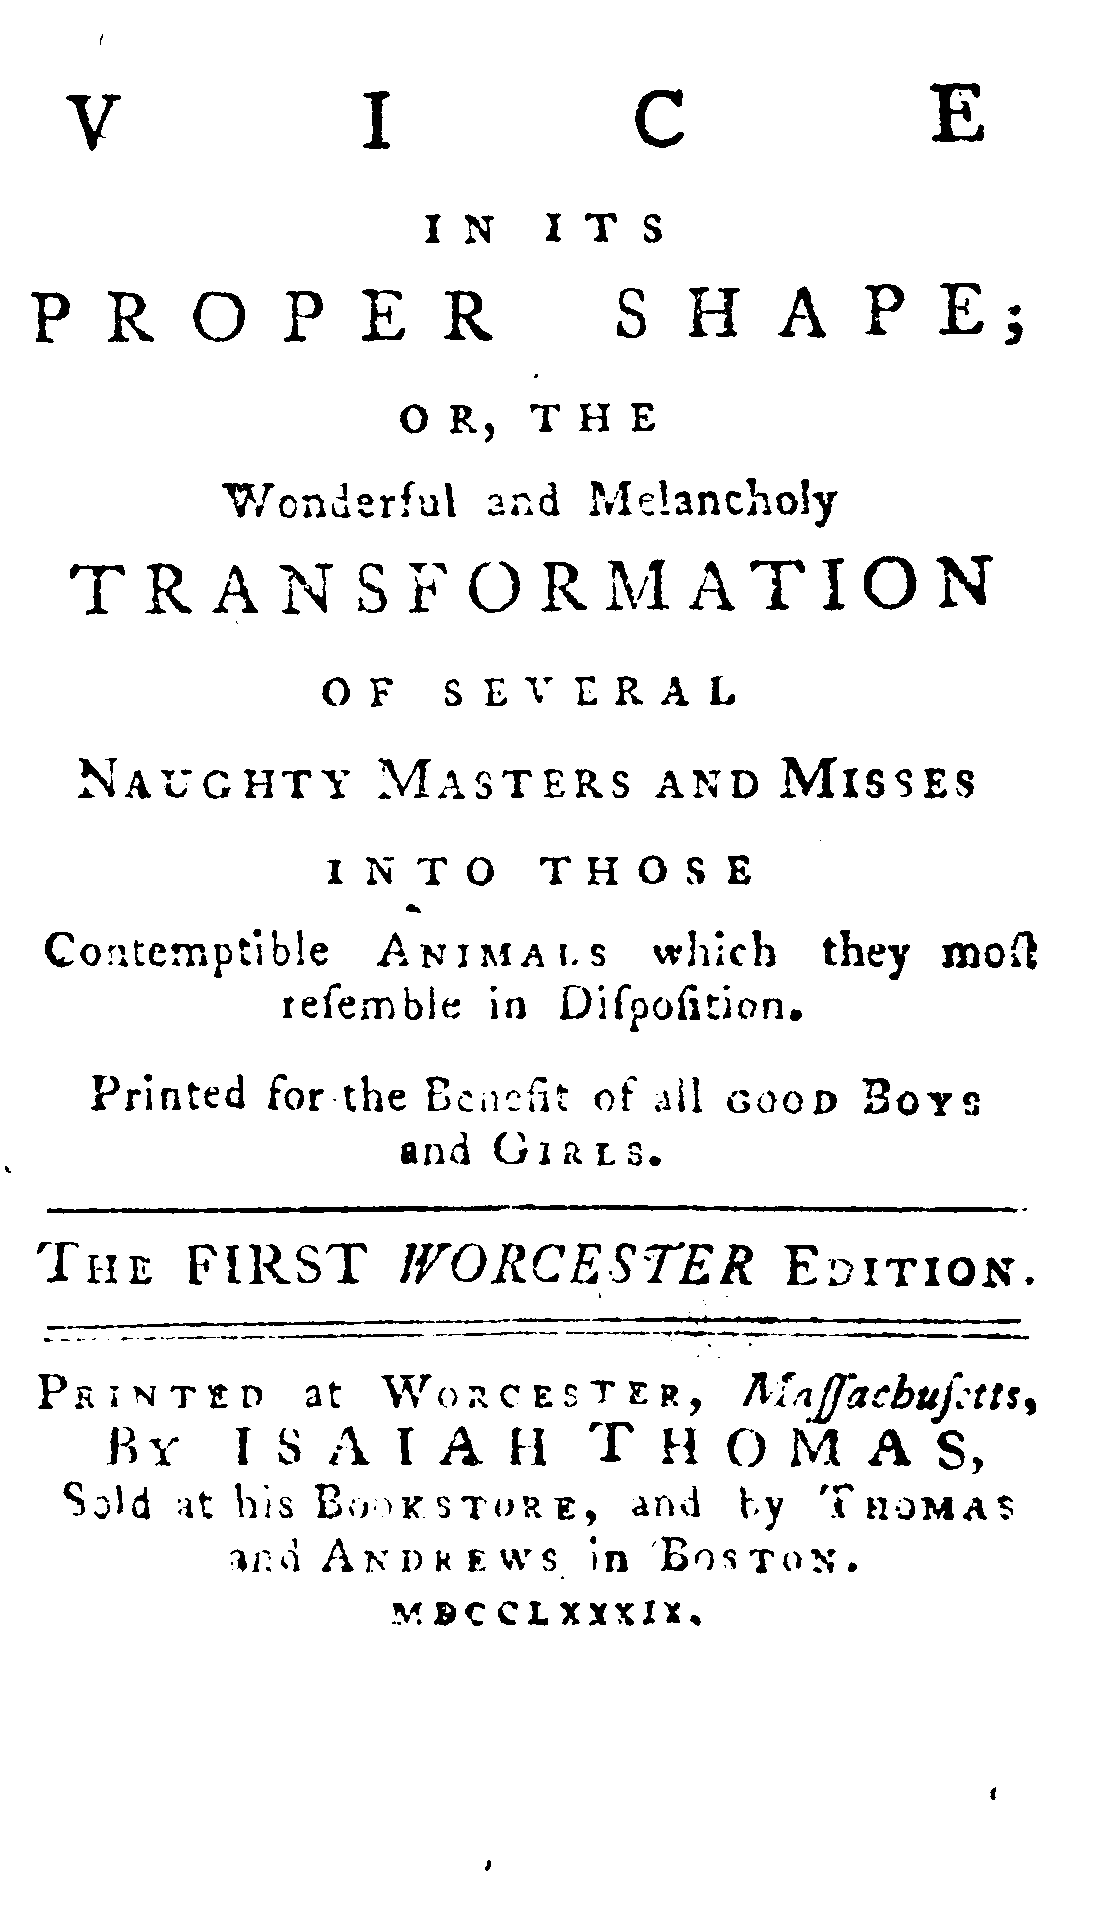 VICE
IN ITS
PROPER SHAPE;
OR, THE
Wonderful and Melancholy
TRANSFORMATION
OF SEVERAL
NAUGHTY MASTERS AND MISSES
INTO THOSE
Contemptible ANIMALS which they moſt
reſemble in Diſpoſition.
Printed for the Benefit of all GOOD BOYS
and GIRLS.
THE FIRST WORCESTER EDITION.
PRINTED at WORCESTER, Maſſachuſetts,
BY ISAIAH THOMAS,
Sold at his BOOKSTORE, and by THOMAS
and ANDREWS in BOSTON.
MDCCLXXXIX.